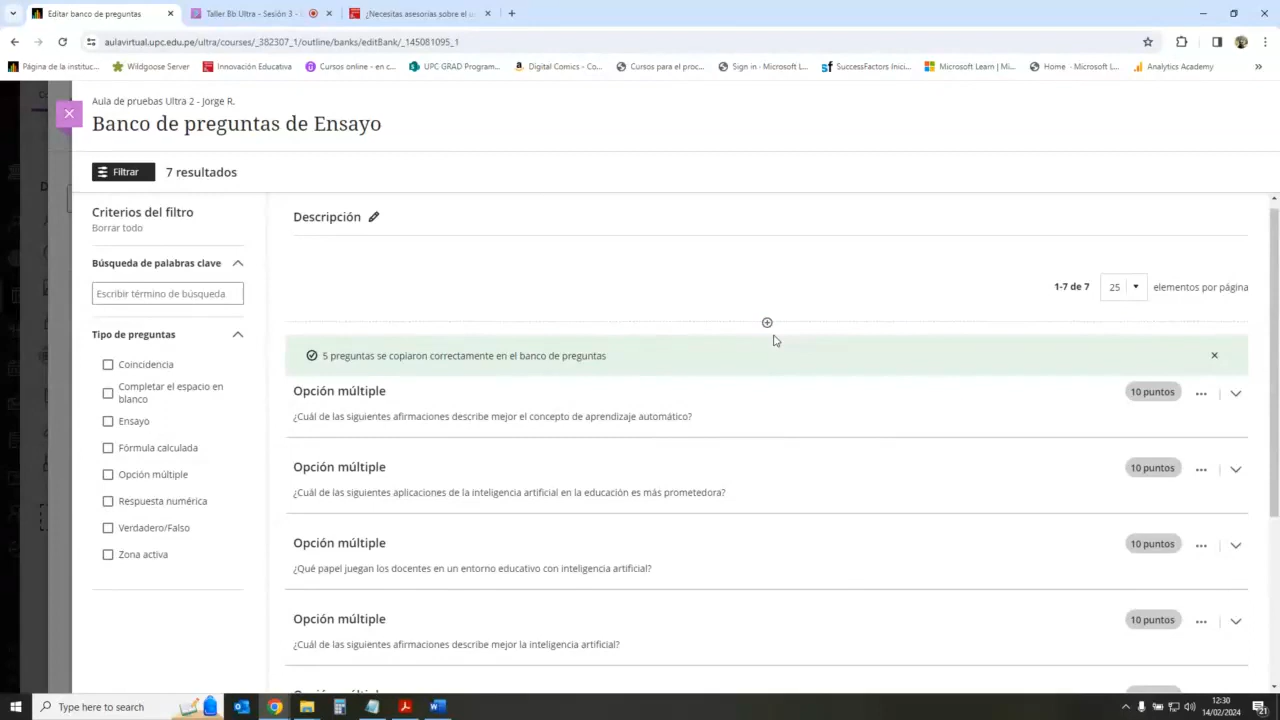 Editar banco de preguntas
Taller Bb Ultra - Sesión 3 -
¿Necesitas asesorías sobre el u
aulavirtual.upc.edu.pe/ultra/courses/_382307_1/outline/banks/editBank/_145081095_1
Página de la instituc...
Wildgoose Server
Innovación Educativa
Cursos online - en c...
UPC GRAD Program...
Digital Comics - Co...
Cursos para el proc...
Sign in · Microsoft L...
SuccessFactors Inici...
Microsoft Learn | Mi...
Home · Microsoft L...
Analytics Academy
Aula de pruebas Ultra 2 - Jorge R.
Banco de preguntas de Ensayo
Filtrar
7 resultados
Criterios del filtro
Borrar todo
Búsqueda de palabras clave
Escribir término de búsqueda
Tipo de preguntas
Coincidencia
Completar el espacio en
blanco
Ensayo
Fórmula calculada
Opción múltiple
Respuesta numérica
Verdadero/Falso
Zona activa
Descripción
1-7 de 7
25
elementos por página
5 preguntas se copiaron correctamente en el banco de preguntas
Opción múltiple
10 puntos
¿Cuál de las siguientes afirmaciones describe mejor el concepto de aprendizaje automático?
Opción múltiple
10 puntos
¿Cuál de las siguientes aplicaciones de la inteligencia artificial en la educación es más prometedora?
Opción múltiple
10 puntos
¿Qué papel juegan los docentes en un entorno educativo con inteligencia artificial?
Opción múltiple
10 puntos
¿Cuál de las siguientes afirmaciones describe mejor la inteligencia artificial?
Type here to search
12:30
14/02/2024